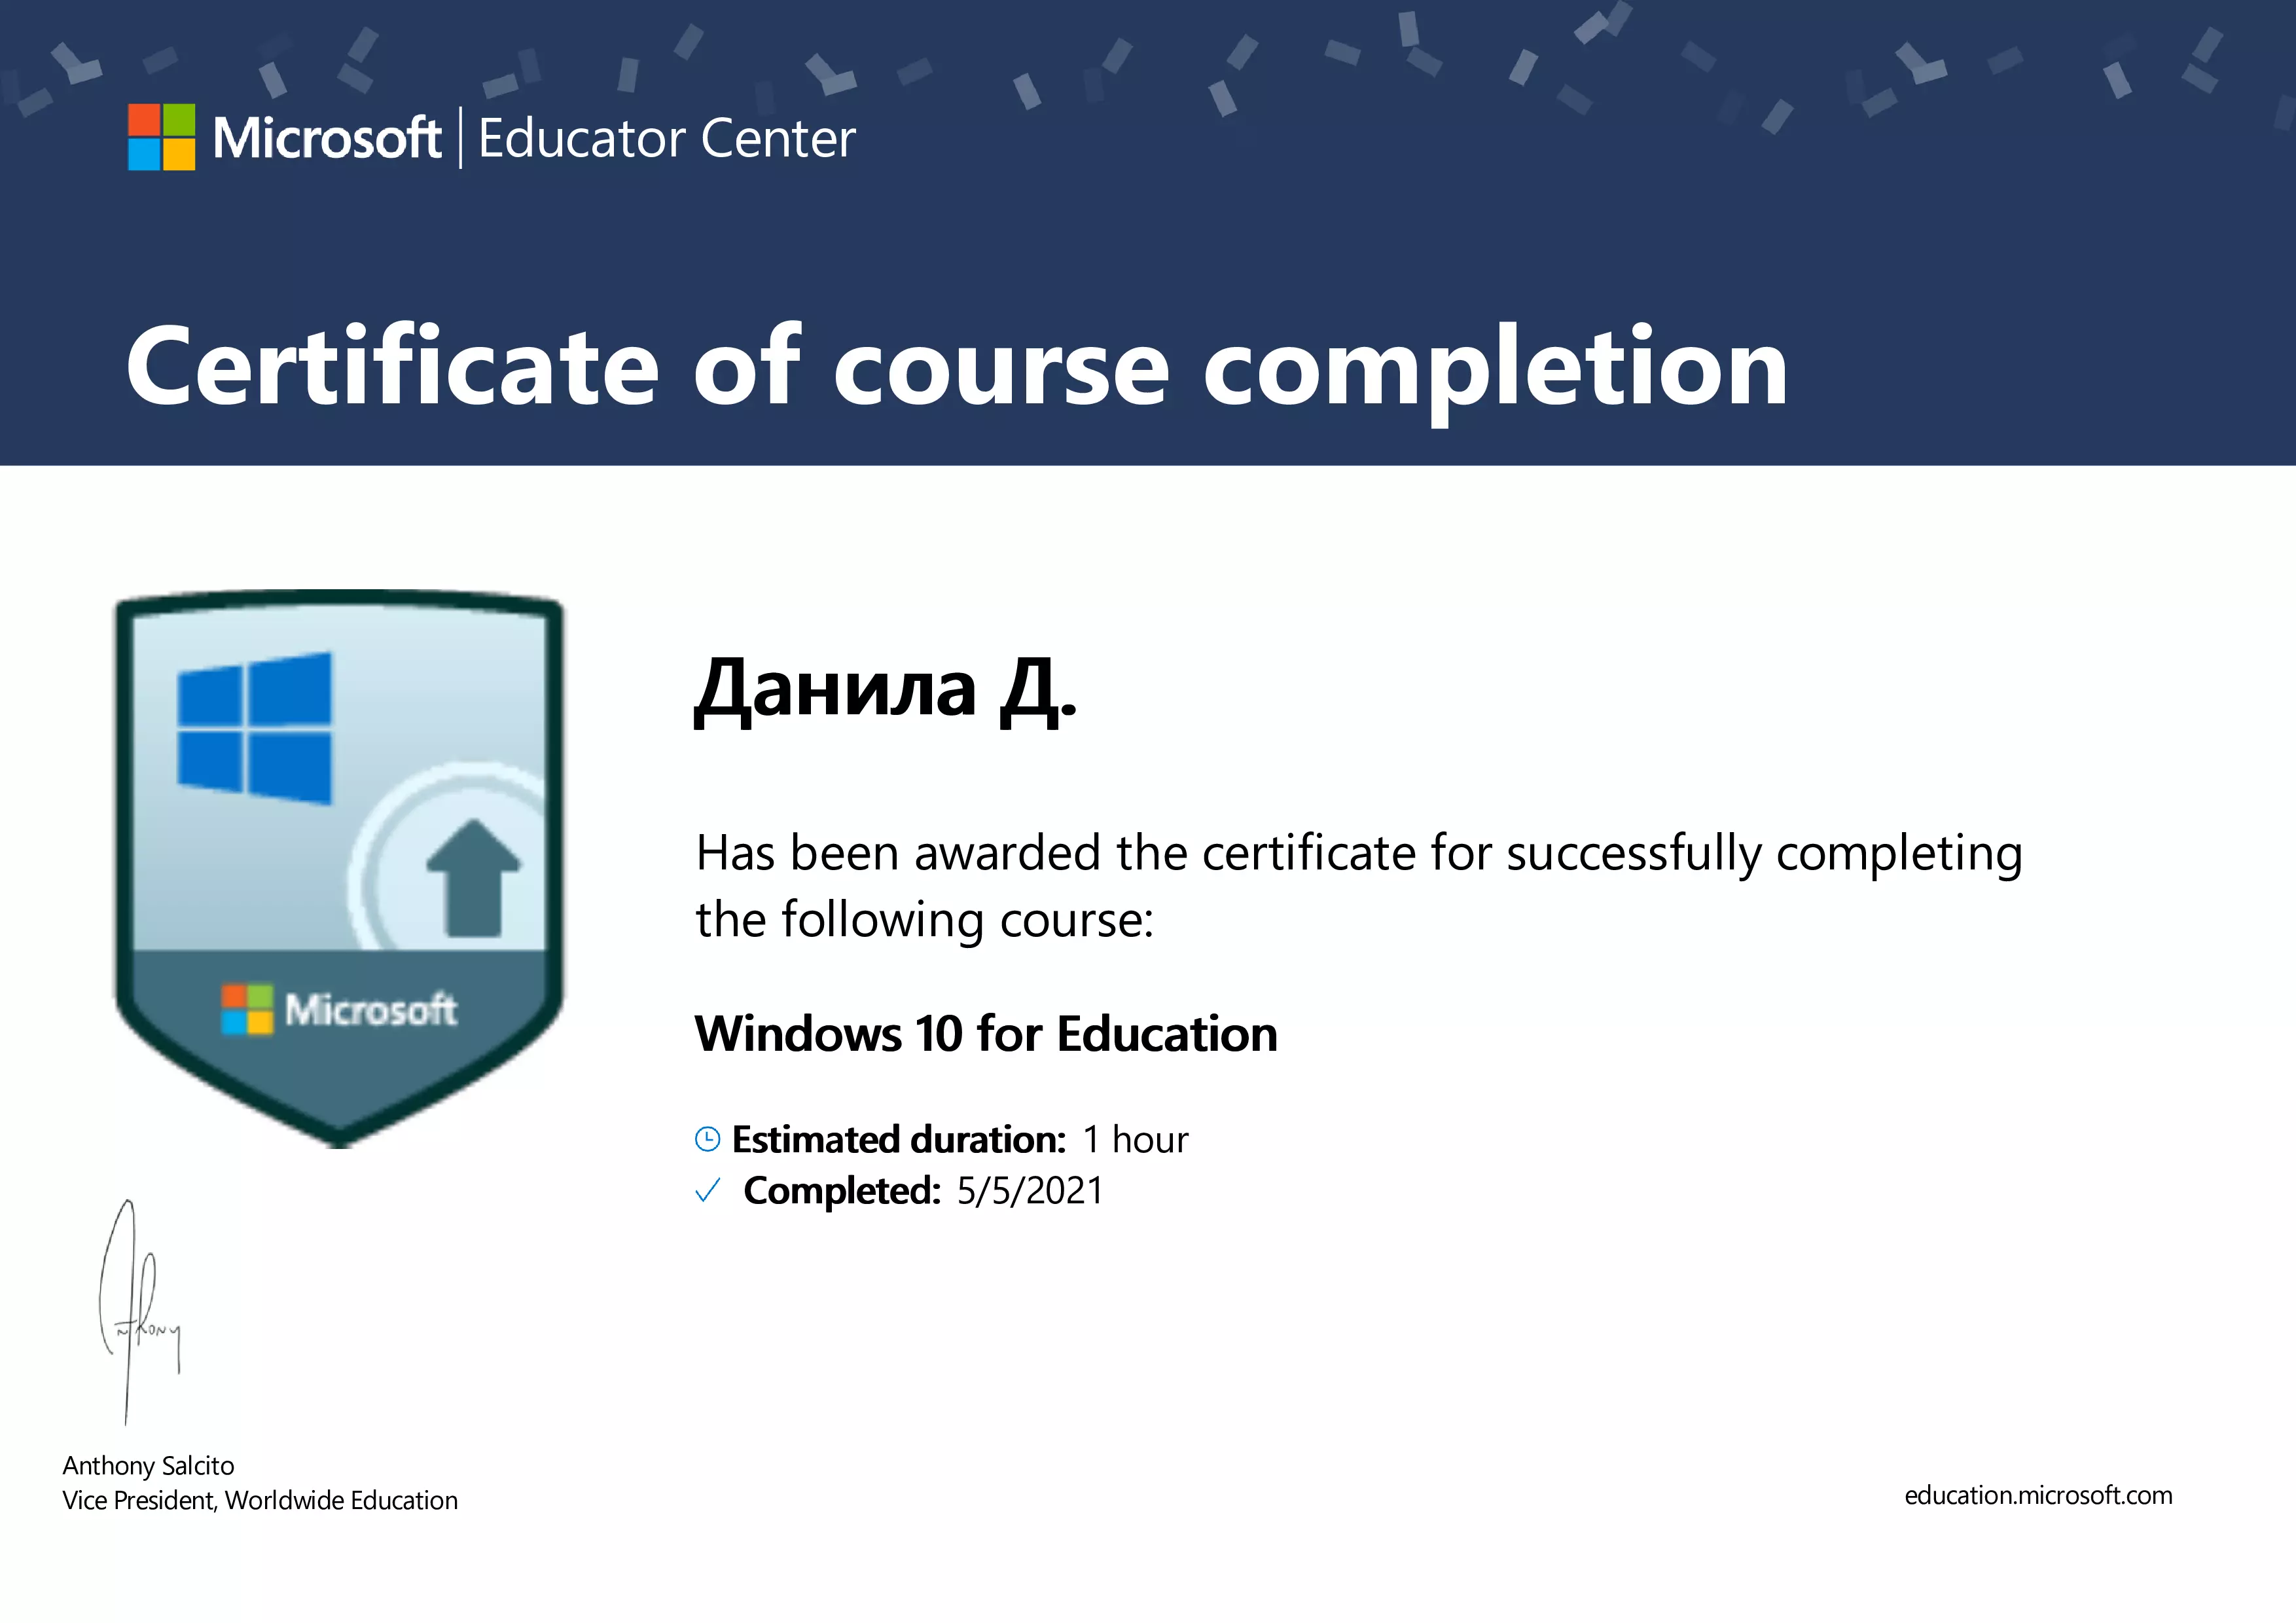 Microsoft | Educator Center
Certificate of course completion
Данила Д.
Has been awarded the certificate for successfully completing
the following course:
Windows 10 for Education
Microsoft
Estimated duration: 1 hour
Completed: 5/5/2021
Anthony
Anthony Salcito
Vice President, Worldwide Education
education.microsoft.com